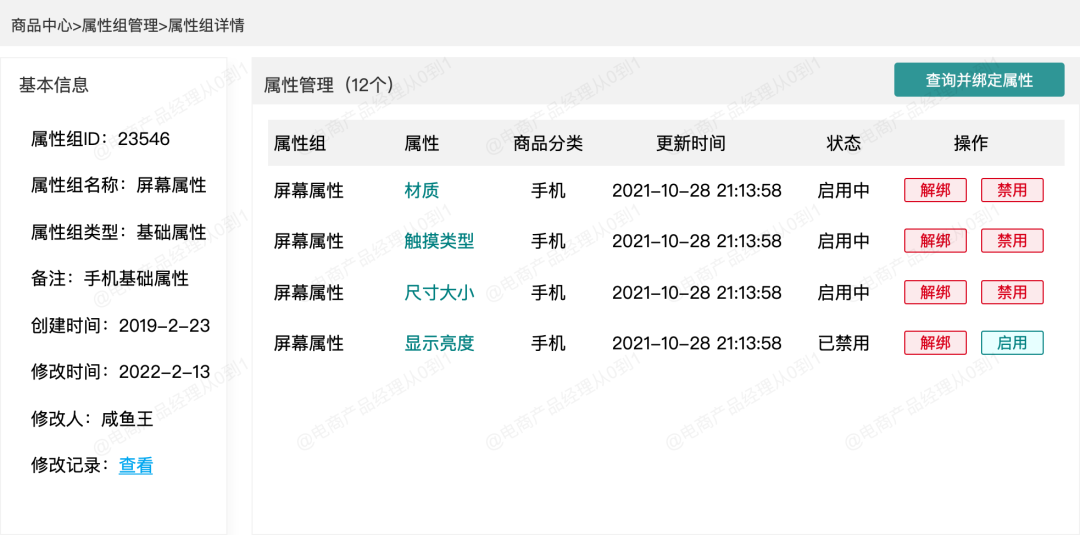 商品中心>属性组管理>属性组详情
基本信息
属性组ID：23546
属性组名称：屏幕属性
属性组类型：基础属性
备注：手机基础属性
创建时间：2019-2-23
修改时间：2022-2-13
修改人：咸鱼王
修改记录：查看
属性管理（12个）
查询并绑定属性
属性组 属性 商品分类 更新时间 状态 操作
屏幕属性 材质 手机 2021-10-28 21:13:58 启用中 解绑 禁用
屏幕属性 触摸类型 手机 2021-10-28 21:13:58 启用中 解绑 禁用
屏幕属性 尺寸大小 手机 2021-10-28 21:13:58 启用中 解绑 禁用
屏幕属性 显示亮度 手机 2021-10-28 21:13:58 已禁用 解绑 启用
@电商产品经理从0到1